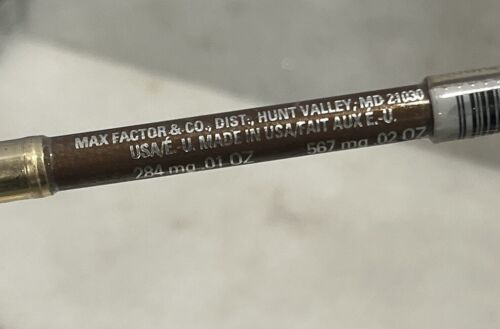 MAX FACTOR & CO., DIST., HUNT VALLEY, MD 21030
USA/E.-U. MADE IN USA/FAIT AUX E.-U.
284 mg .01 OZ 567 mg .02 OZ